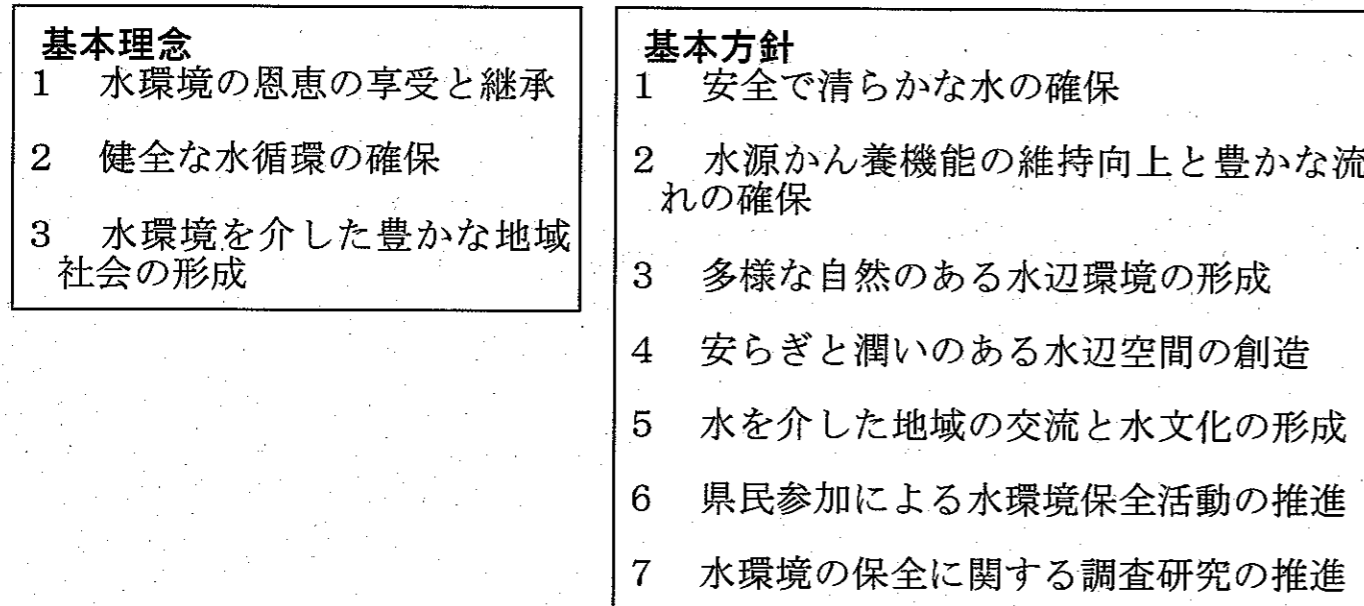 基本理念
1 水環境の恩恵の享受と継承
2 健全な水循環の確保
3 水環境を介した豊かな地域
社会の形成
基本方針
1 安全で清らかな水の確保
2 水源かん養機能の維持向上と豊かな流
れの確保
3 多様な自然のある水辺環境の形成
4 安らぎと潤いのある水辺空間の創造
5 水を介した地域の交流と水文化の形成
6 県民参加による水環境保全活動の推進
7 水環境の保全に関する調査研究の推進